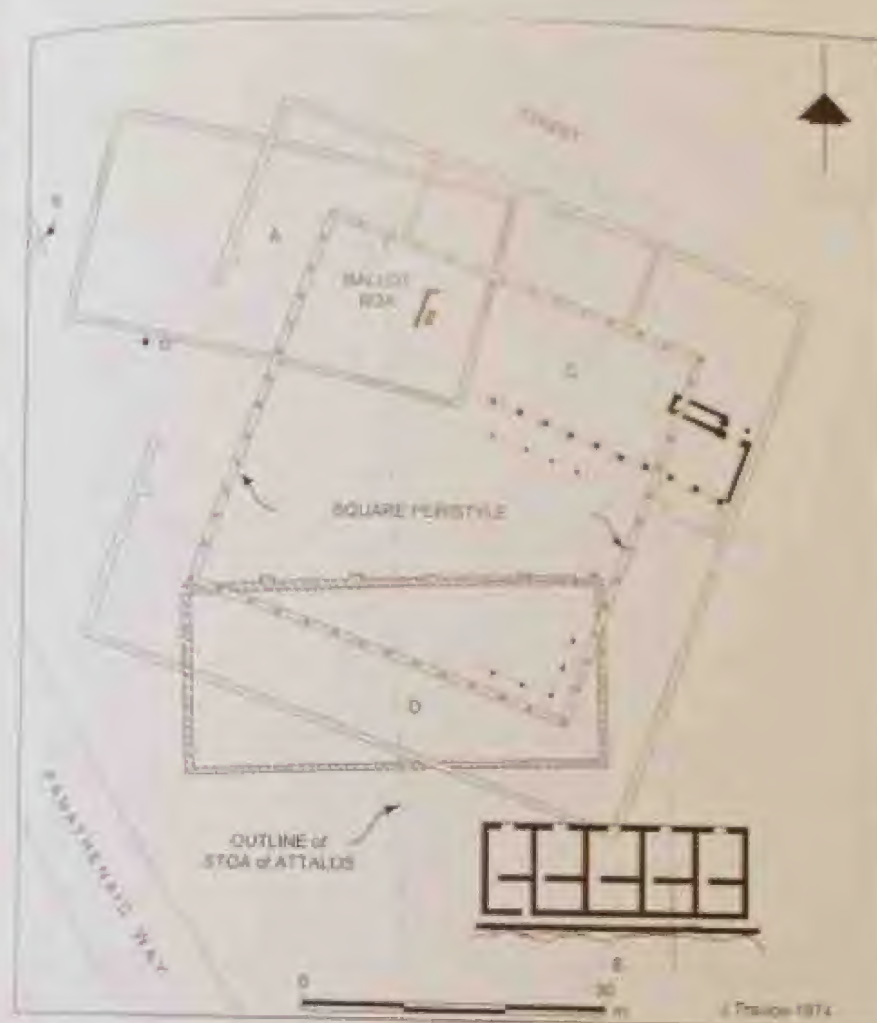 STREET
A
BALLOT
BOX
C
SQUARE PERISTYLE
D
OUTLINE of
STOA of ATTALOS
PANATHENAIC WAY
0
30
m
J. Travlos 1974